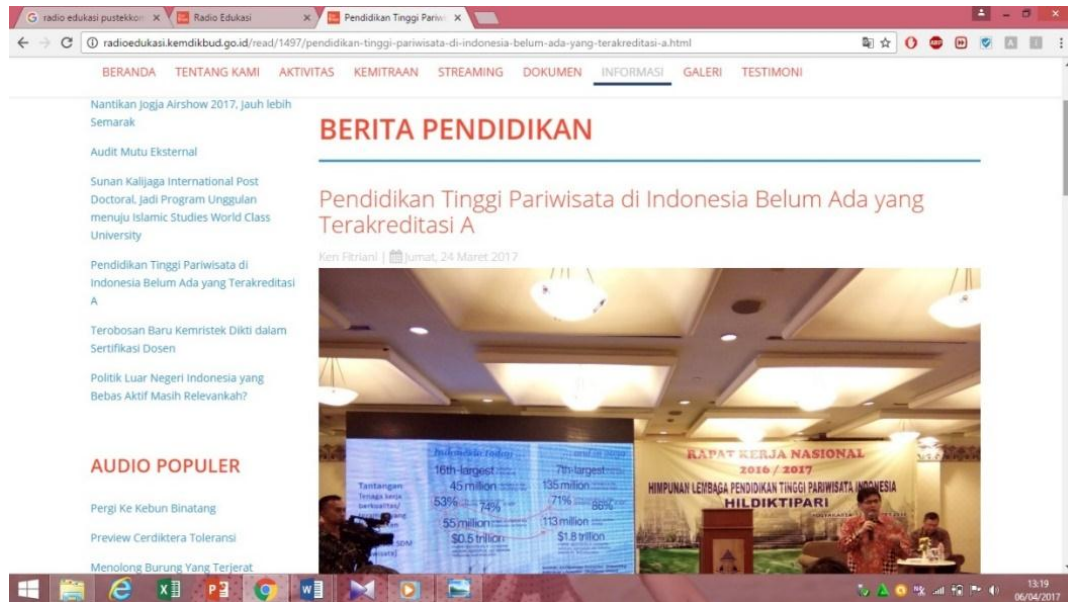 radio edukasi pustekkom
Radio Edukasi
Pendidikan Tinggi Pariwi
radioedukasi.kemdikbud.go.id/read/1497/pendidikan-tinggi-pariwisata-di-indonesia-belum-ada-yang-terakreditasi-a.html
BERANDA TENTANG KAMI AKTIVITAS KEMITRAAN STREAMING DOKUMEN INFORMASI GALERI TESTIMONI
Nantikan Jogja Airshow 2017, Jauh lebih
Semarak
Audit Mutu Eksternal
Sunan Kalijaga International Post
Doctoral, Jadi Program Unggulan
menuju Islamic Studies World Class
University
Pendidikan Tinggi Pariwisata di
Indonesia Belum Ada yang Terakreditasi
A
Terobosan Baru Kemristek Dikti dalam
Sertifikasi Dosen
Politik Luar Negeri Indonesia yang
Bebas Aktif Masih Relevankah?
AUDIO POPULER
Pergi Ke Kebun Binatang
Preview Cerdiktera Toleransi
Menolong Burung Yang Terjerat
BERITA PENDIDIKAN
Pendidikan Tinggi Pariwisata di Indonesia Belum Ada yang
Terakreditasi A
Ken Fitriani | Jumat, 24 Maret 2017
Indonesia today
16th-largest
7th-largest
Tantangan
45 million
135 million
Tenaga kerja
berkualitas/
53% 74%
71% 86%
55 million
113 million
$0.5 trillion
$1.8 trillion
SDM
RAPAT KERJA NASIONAL
2016 / 2017
HIMPUNAN LEMBAGA PENDIDIKAN TINGGI PARIWISATA INDONESIA
HILDIKTIPARI
13:19
06/04/2017